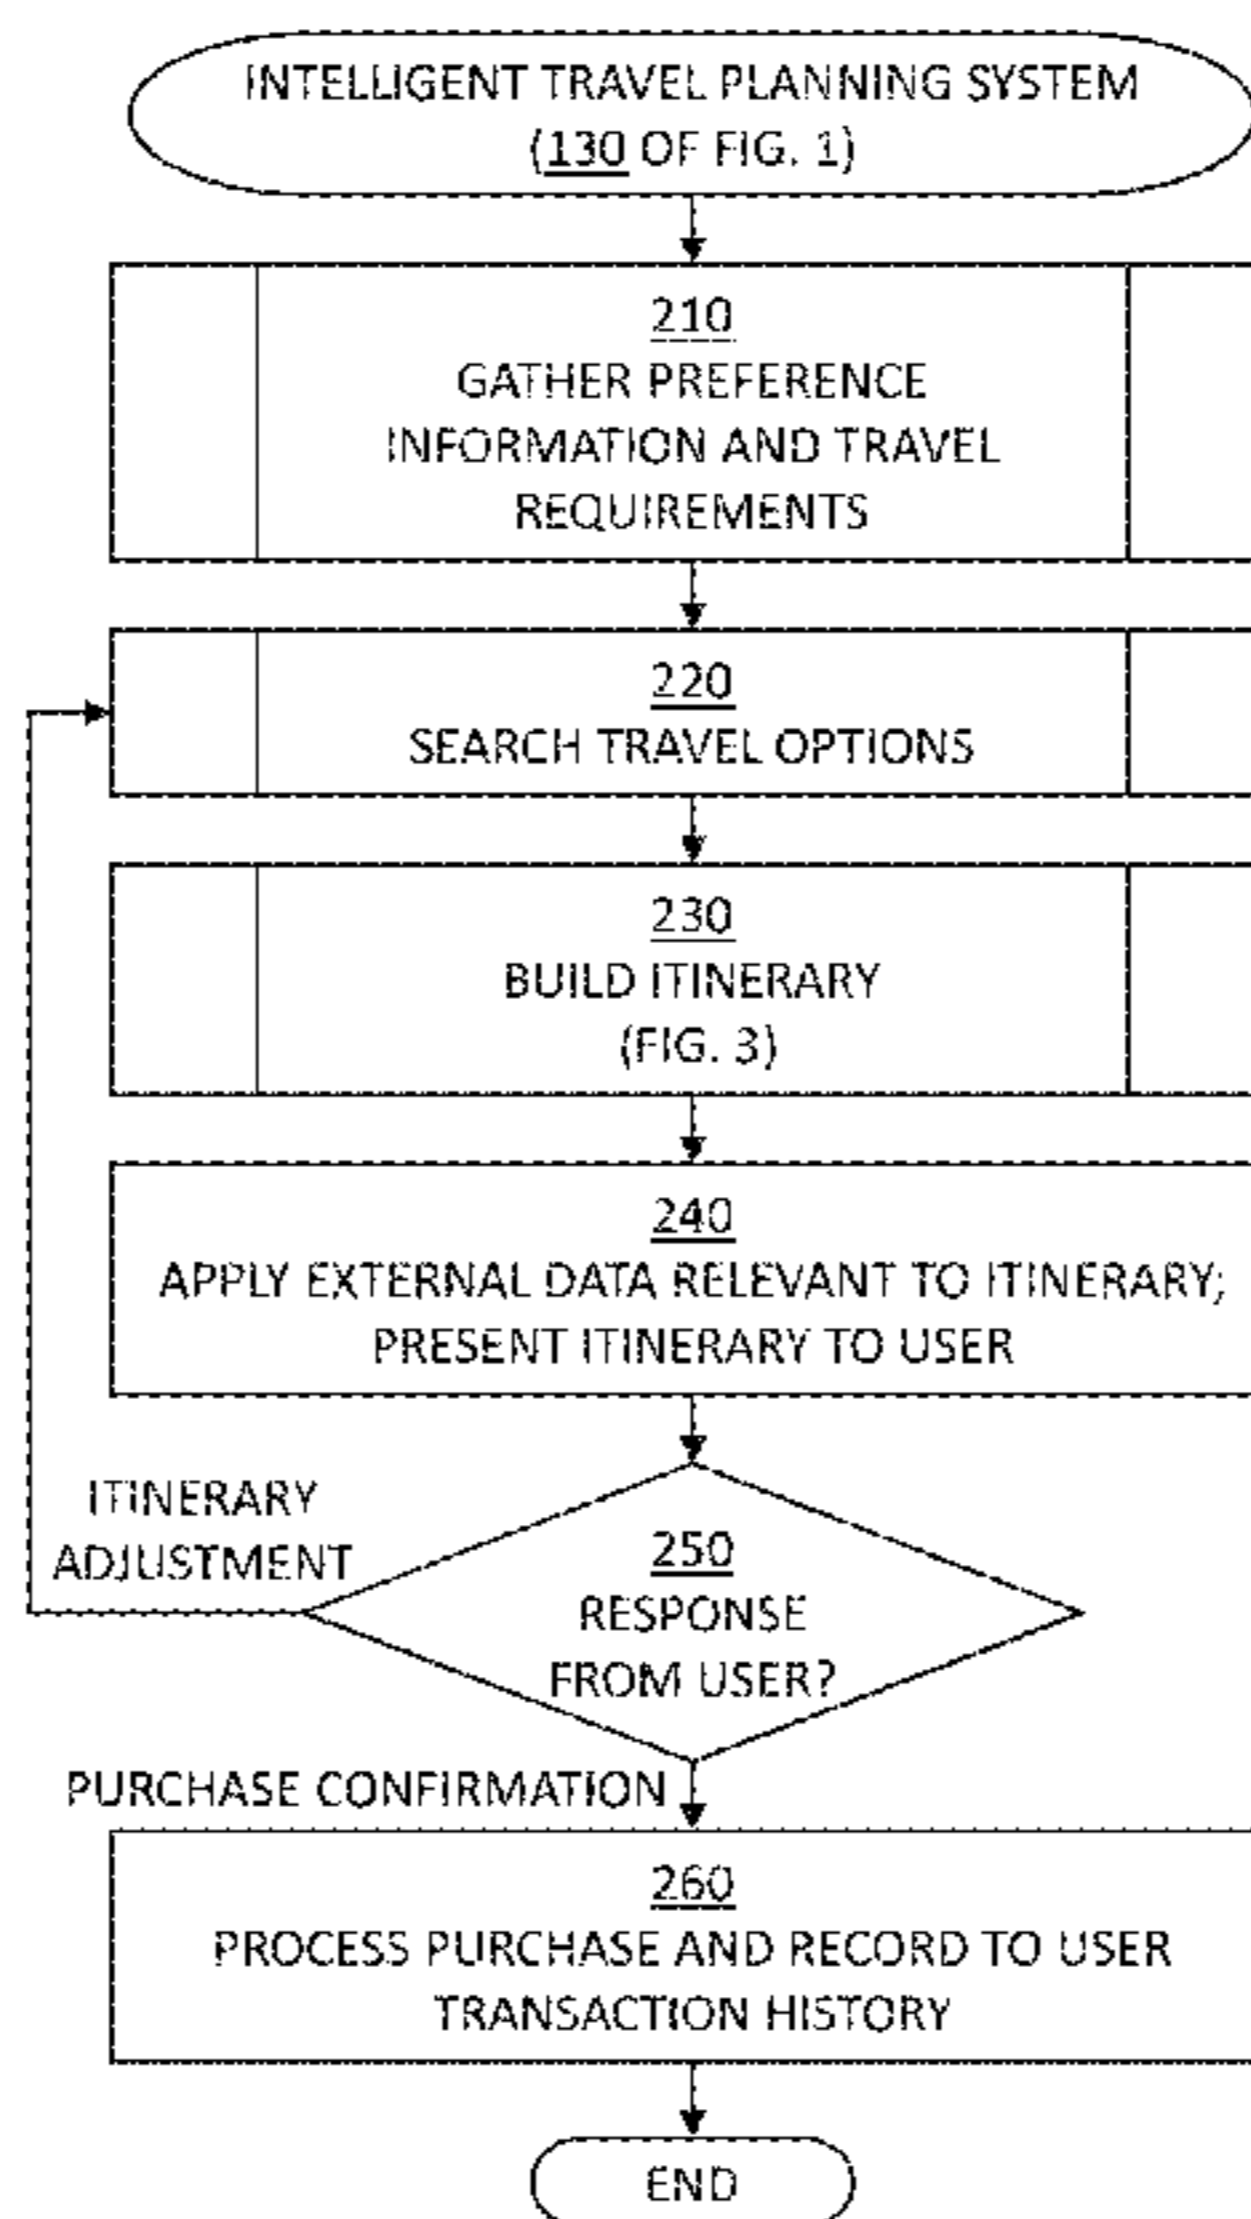 INTELLIGENT TRAVEL PLANNING SYSTEM
(130 OF FIG. 1)
210
GATHER PREFERENCE
INFORMATION AND TRAVEL
REQUIREMENTS
220
SEARCH TRAVEL OPTIONS
230
BUILD ITINERARY
(FIG. 3)
240
APPLY EXTERNAL DATA RELEVANT TO ITINERARY;
PRESENT ITINERARY TO USER
ITINERARY
ADJUSTMENT
250
RESPONSE
FROM USER?
PURCHASE CONFIRMATION
260
PROCESS PURCHASE AND RECORD TO USER
TRANSACTION HISTORY
END